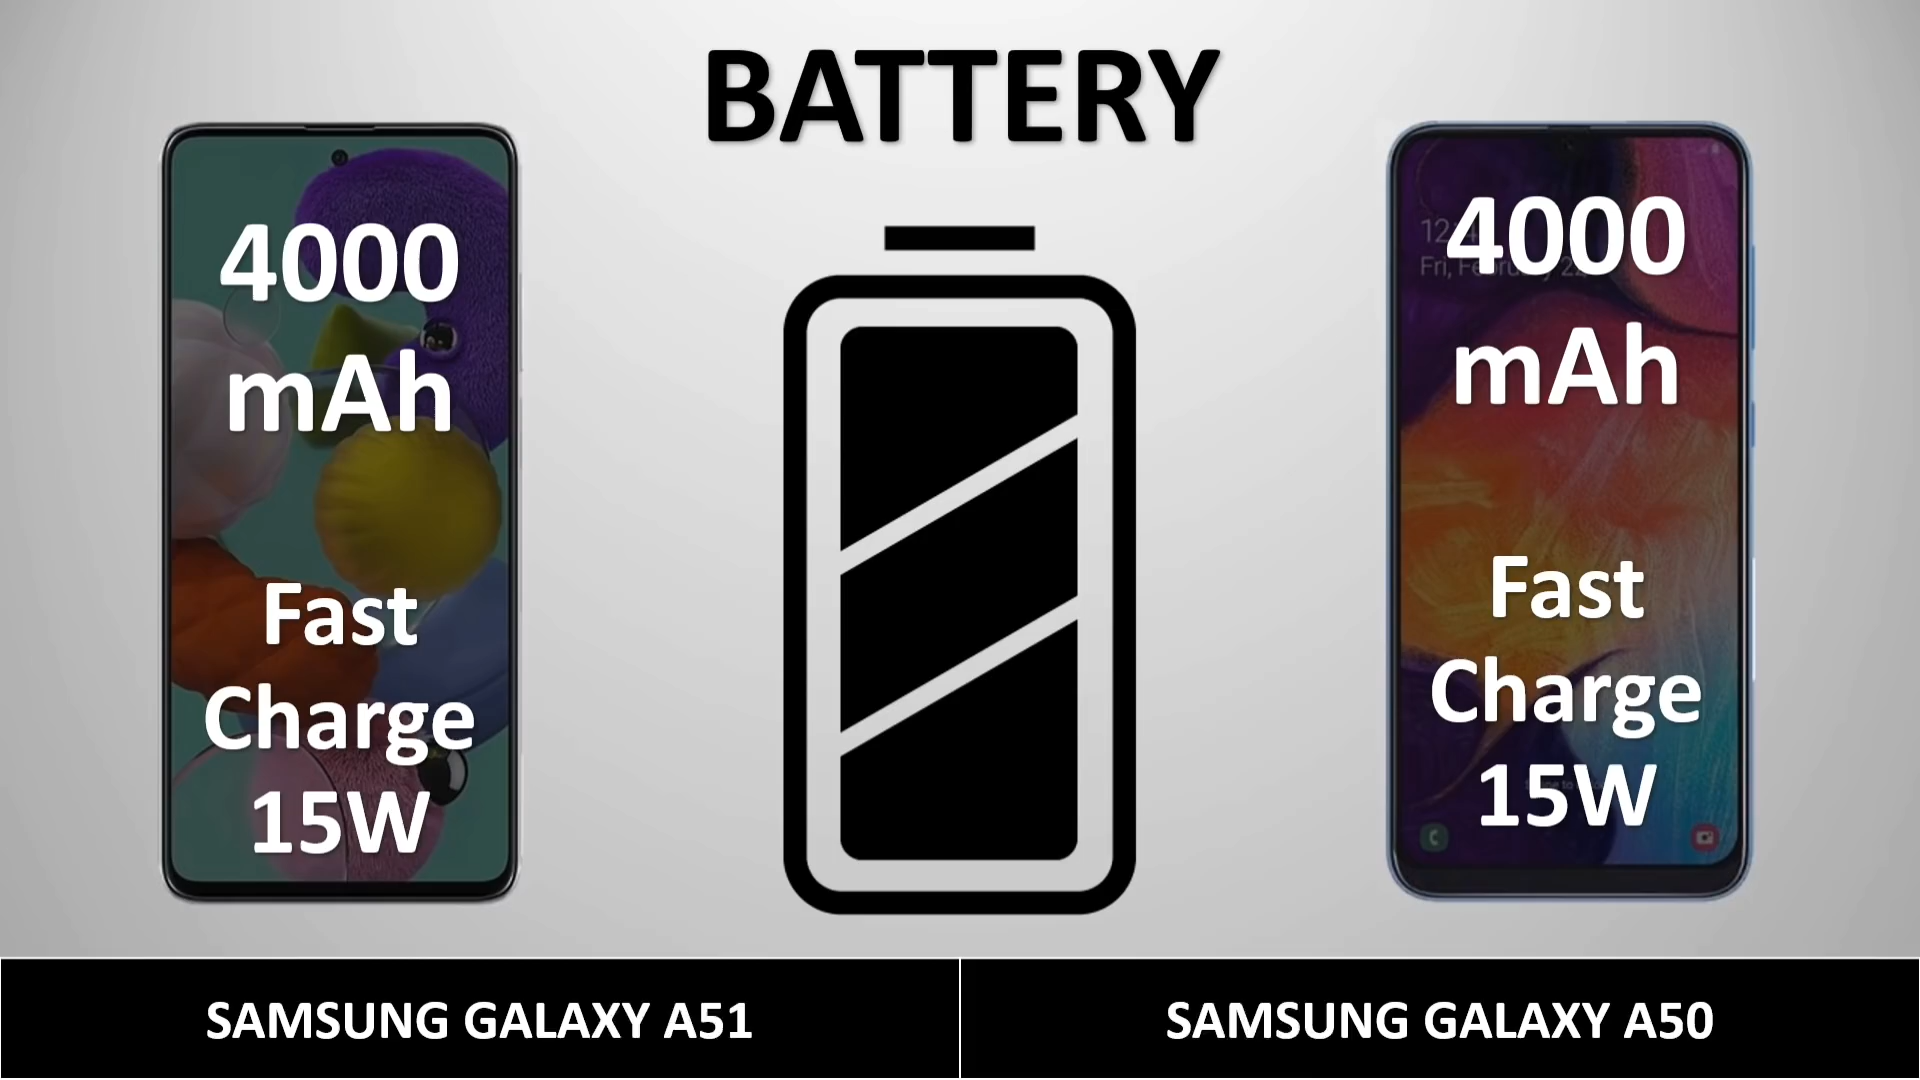 BATTERY
4000
mAh
Fast
Charge
15W
4000
mAh
Fast
Charge
15W
SAMSUNG GALAXY A51
SAMSUNG GALAXY A50